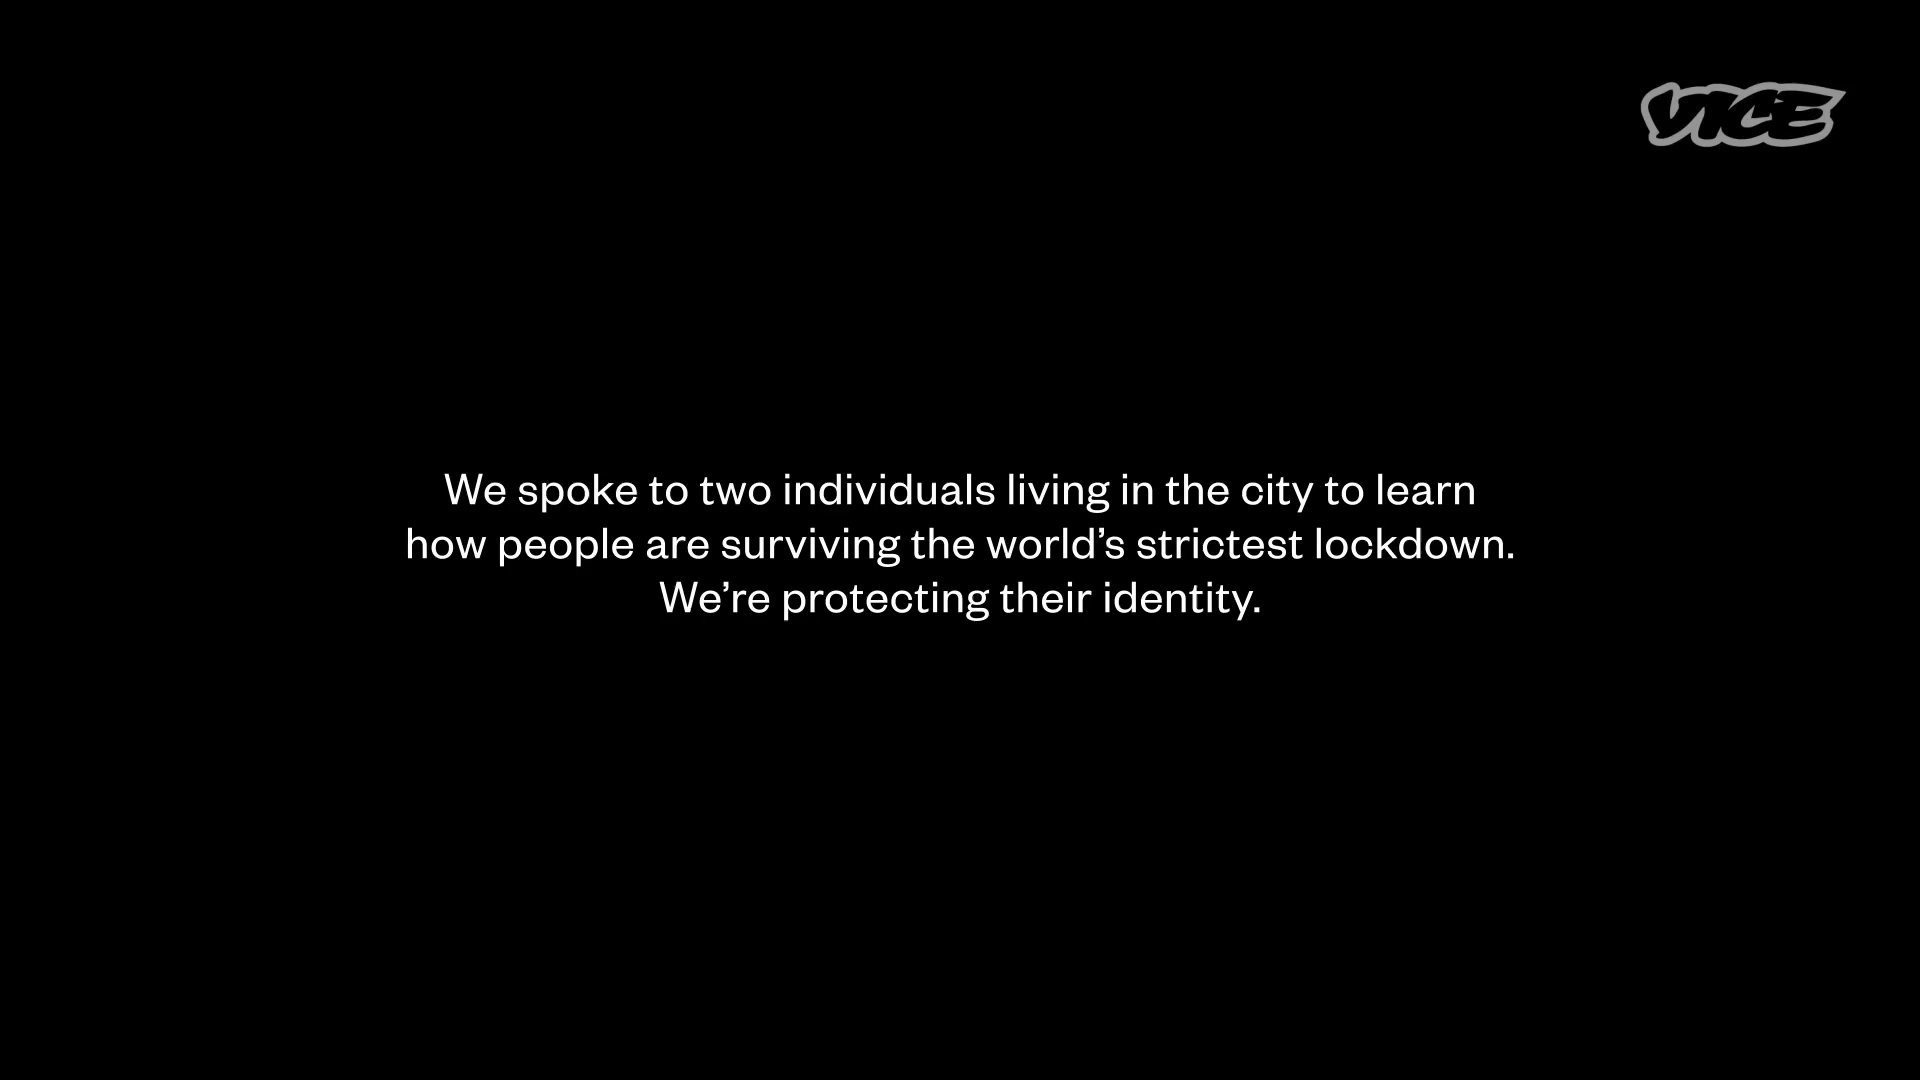 VICE
We spoke to two individuals living in the city to learn
how people are surviving the world’s strictest lockdown.
We’re protecting their identity.